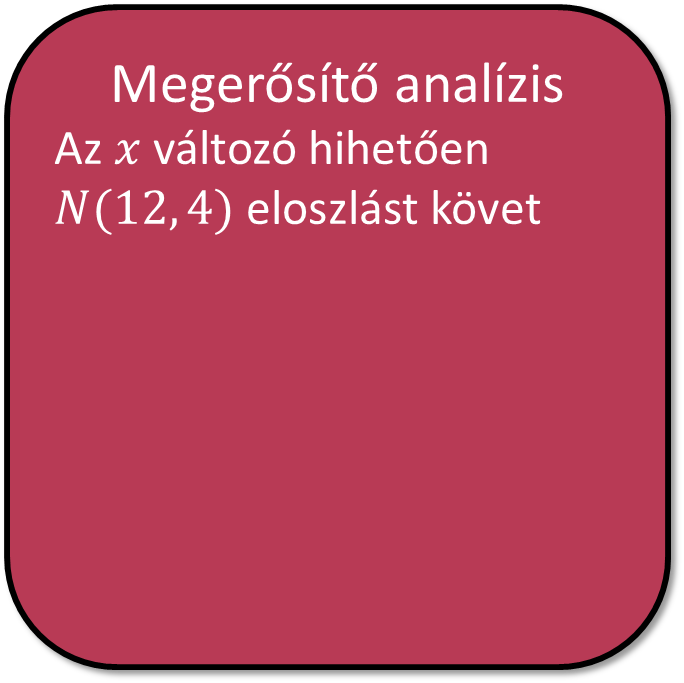 Megerősítő analízis
Az 𝑥 változó hihetően
𝑁(12,4) eloszlást követ